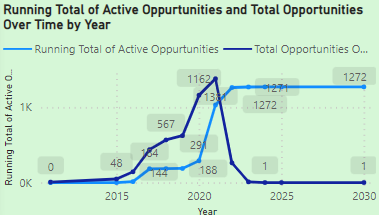 Running Total of Active Oppurtunities and Total Opportunities
Over Time by Year
Running Total of Active Oppurtunities
Total Opportunities O...
Running Total of Active O...
1K
0K
0
48
164
144
567
291
188
1162
1381
1272
1271
1
1272
1
2015
2020
2025
2030
Year